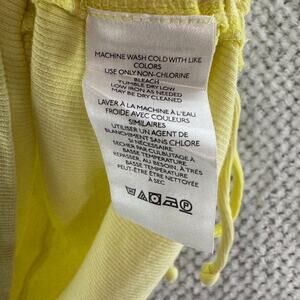 MACHINE WASH COLD WITH LIKE
COLORS
USE ONLY NON-CHLORINE
BLEACH
TUMBLE DRY LOW
LOW IRON AS NEEDED
MAY BE DRY CLEANED
LAVER À LA MACHINE À L'EAU
FROIDE AVEC COULEURS
SIMILAIRES
UTILISER UN AGENT DE
BLANCHIMENT SANS CHLORE
SI NÉCESSAIRE
SECHER PAR CULBUTAGE À
BASSE TEMPÉRATURE
REPASSER, AU BESOIN, À TRÈS
BASSE TEMPÉRATURE
PEUT-ÊTRE ÊTRE NETTOYÉE
À SEC
P